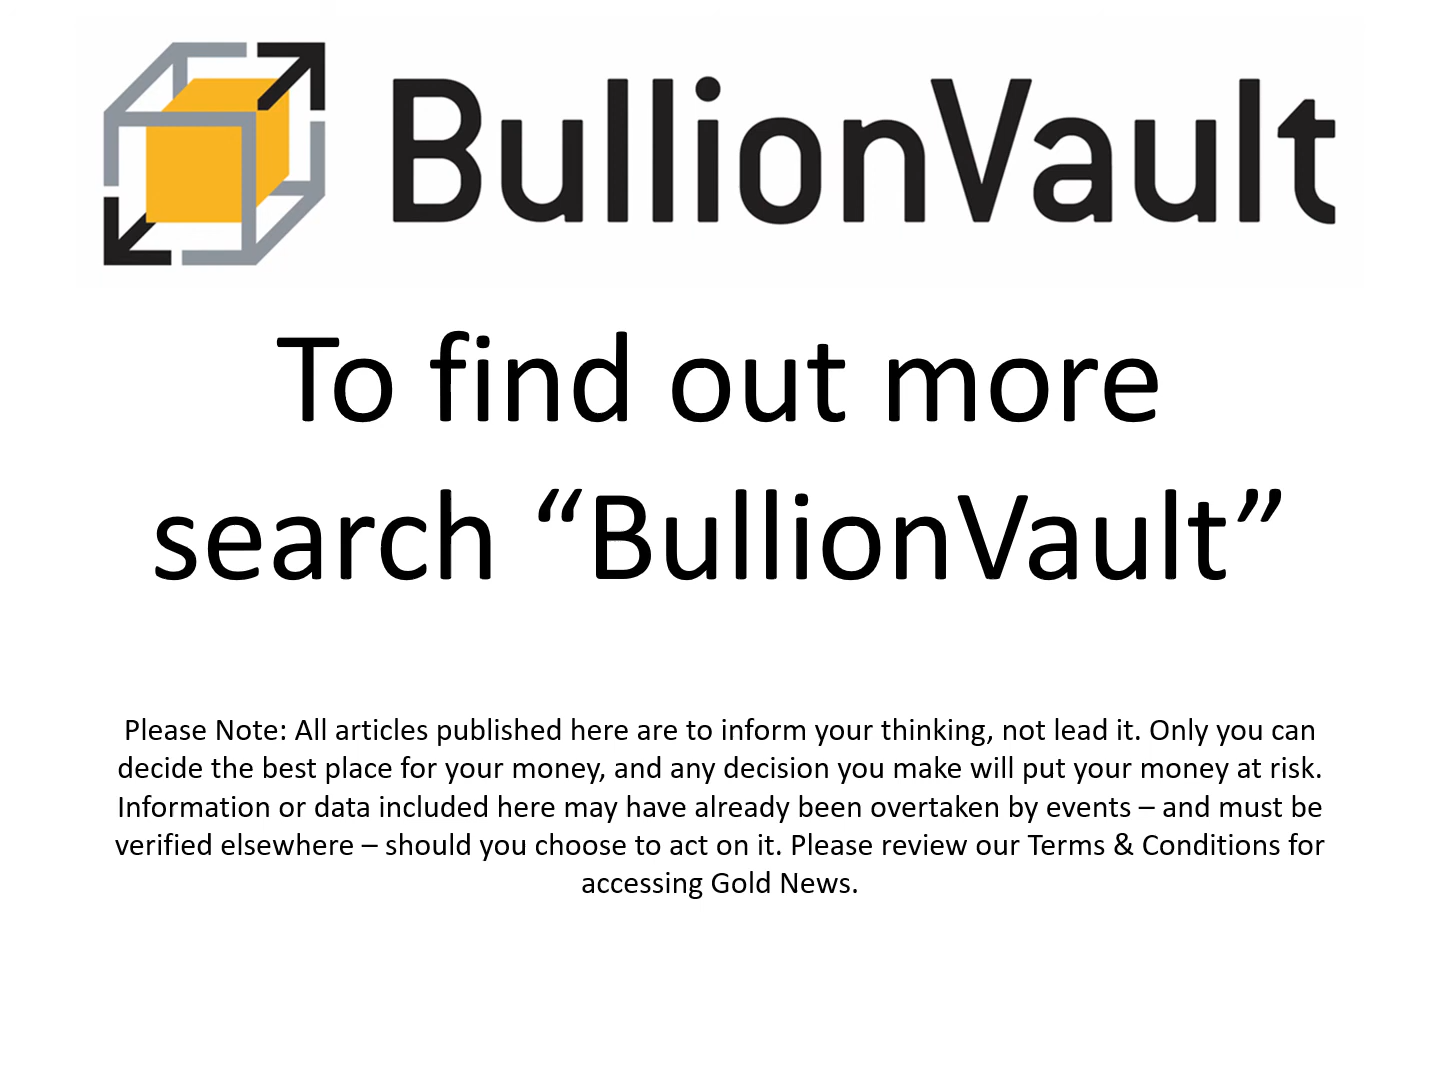 BullionVault
To find out more
search “BullionVault”
Please Note: All articles published here are to inform your thinking, not lead it. Only you can
decide the best place for your money, and any decision you make will put your money at risk.
Information or data included here may have already been overtaken by events – and must be
verified elsewhere – should you choose to act on it. Please review our Terms & Conditions for
accessing Gold News.